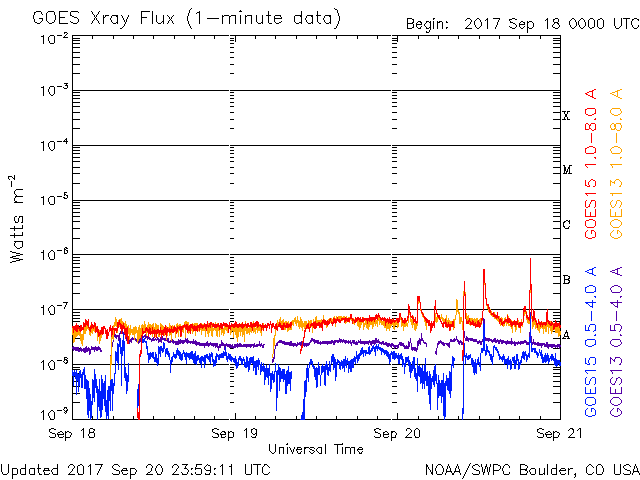 GOES Xray Flux (1-minute data)
Begin: 2017 Sep 18 0000 UTC
10-2
10-3
10-4
10-5
10-6
10-7
10-8
10-9
Watts m-2
X
M
C
B
A
GOES15 1.0-8.0 A
GOES13 1.0-8.0 A
GOES15 0.5-4.0 A
GOES13 0.5-4.0 A
Sep 18
Sep 19
Sep 20
Sep 21
Universal Time
Updated 2017 Sep 20 23:59:11 UTC
NOAA/SWPC Boulder, CO USA